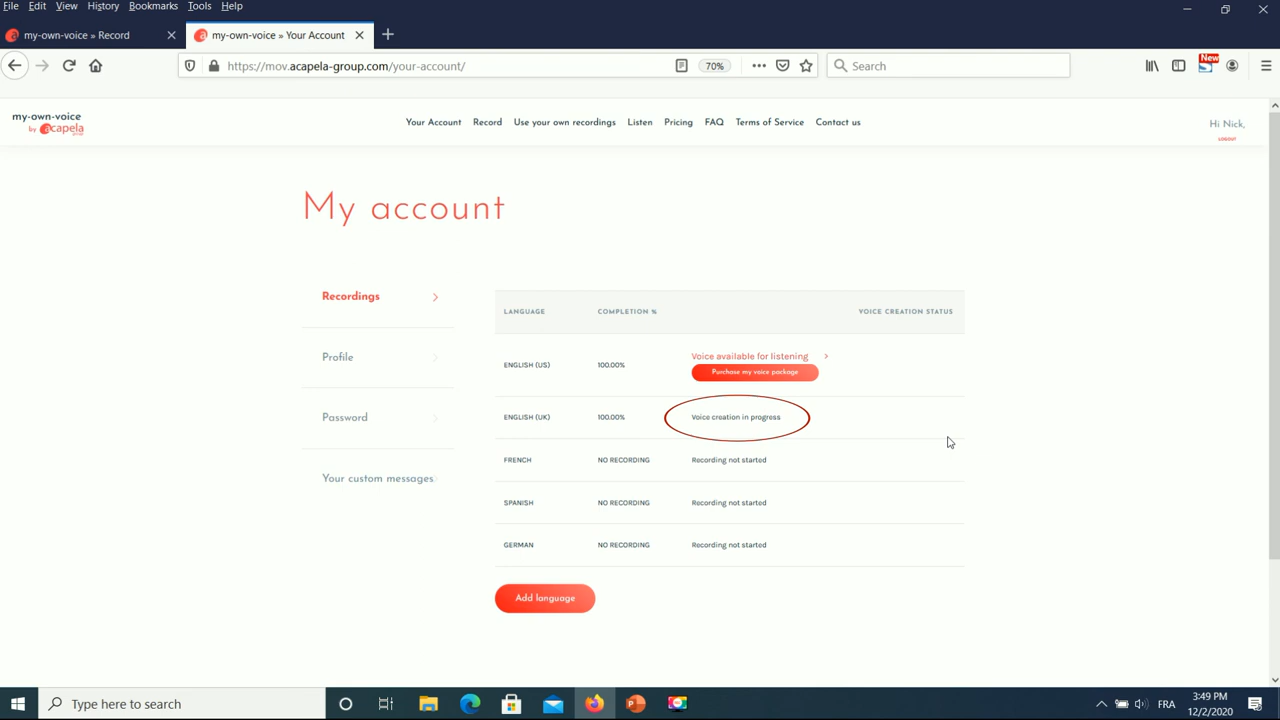 File Edit View History Bookmarks Tools Help
my-own-voice » Record
my-own-voice » Your Account
https://mov.acapela-group.com/your-account/
70%
Search
New
my-own-voice
by acapela
Your Account Record Use your own recordings Listen Pricing FAQ Terms of Service Contact us
Hi Nick,
LOGOUT
My account
Recordings
Profile
Password
Your custom messages
LANGUAGE COMPLETION % VOICE CREATION STATUS
ENGLISH (US) 100.00% Voice available for listening
Purchase my voice package
ENGLISH (UK) 100.00% Voice creation in progress
FRENCH NO RECORDING Recording not started
SPANISH NO RECORDING Recording not started
GERMAN NO RECORDING Recording not started
Add language
Type here to search
FRA
3:49 PM
12/2/2020